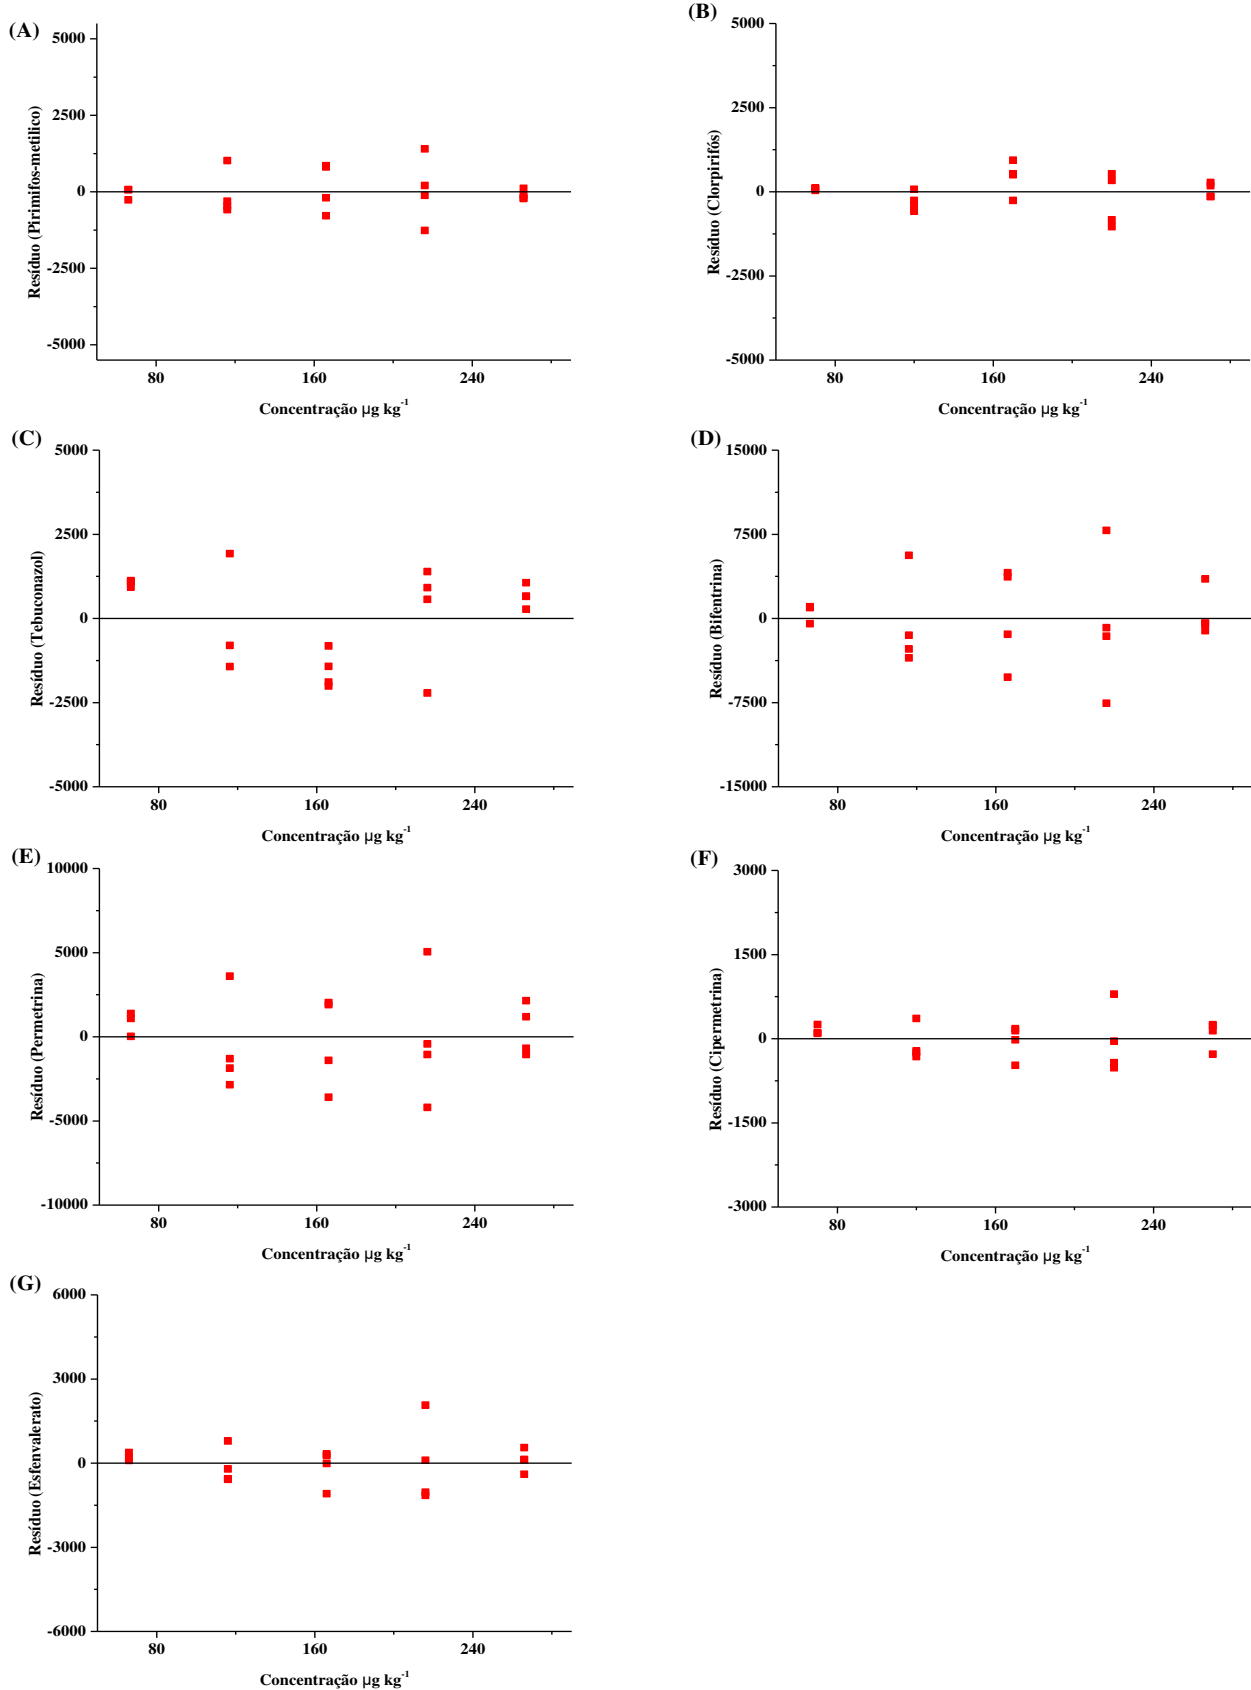 (A)
5000
2500
0
-2500
-5000
Resíduo (Pirimifos-metilico)
80
160
240
Concentração µg kg-1
(B)
5000
2500
0
-2500
-5000
Resíduo (Clorpirifós)
80
160
240
Concentração µg kg-1
(C)
5000
2500
0
-2500
-5000
Resíduo (Tebuconazol)
80
160
240
Concentração µg kg-1
(D)
15000
7500
0
-7500
-15000
Resíduo (Bifentrina)
80
160
240
Concentração µg kg-1
(E)
10000
5000
0
-5000
-10000
Resíduo (Permetrina)
80
160
240
Concentração µg kg-1
(F)
3000
1500
0
-1500
-3000
Resíduo (Cipermetrina)
80
160
240
Concentração µg kg-1
(G)
6000
3000
0
-3000
-6000
Resíduo (Esfenvalerato)
80
160
240
Concentração µg kg-1